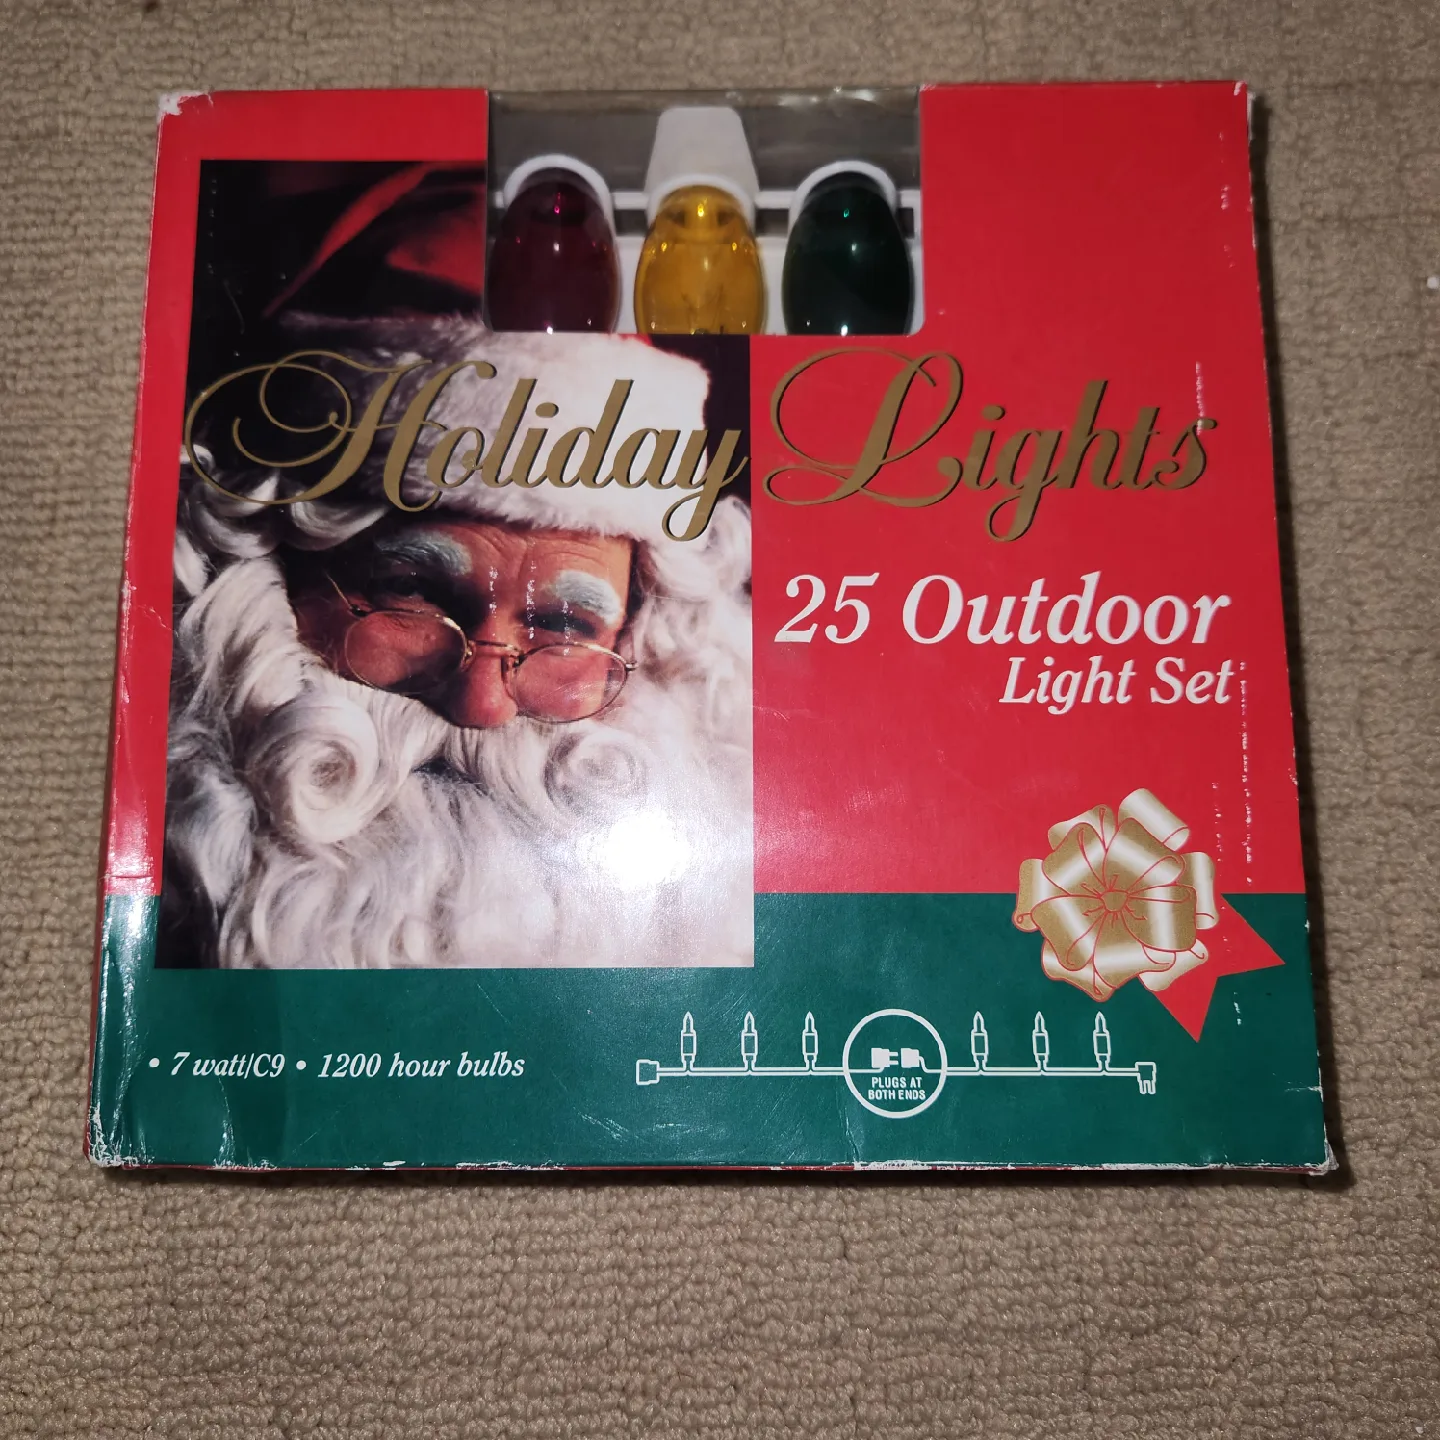 Holiday Lights
25 Outdoor
Light Set
• 7 watt/C9 • 1200 hour bulbs
PLUGS AT
BOTH ENDS